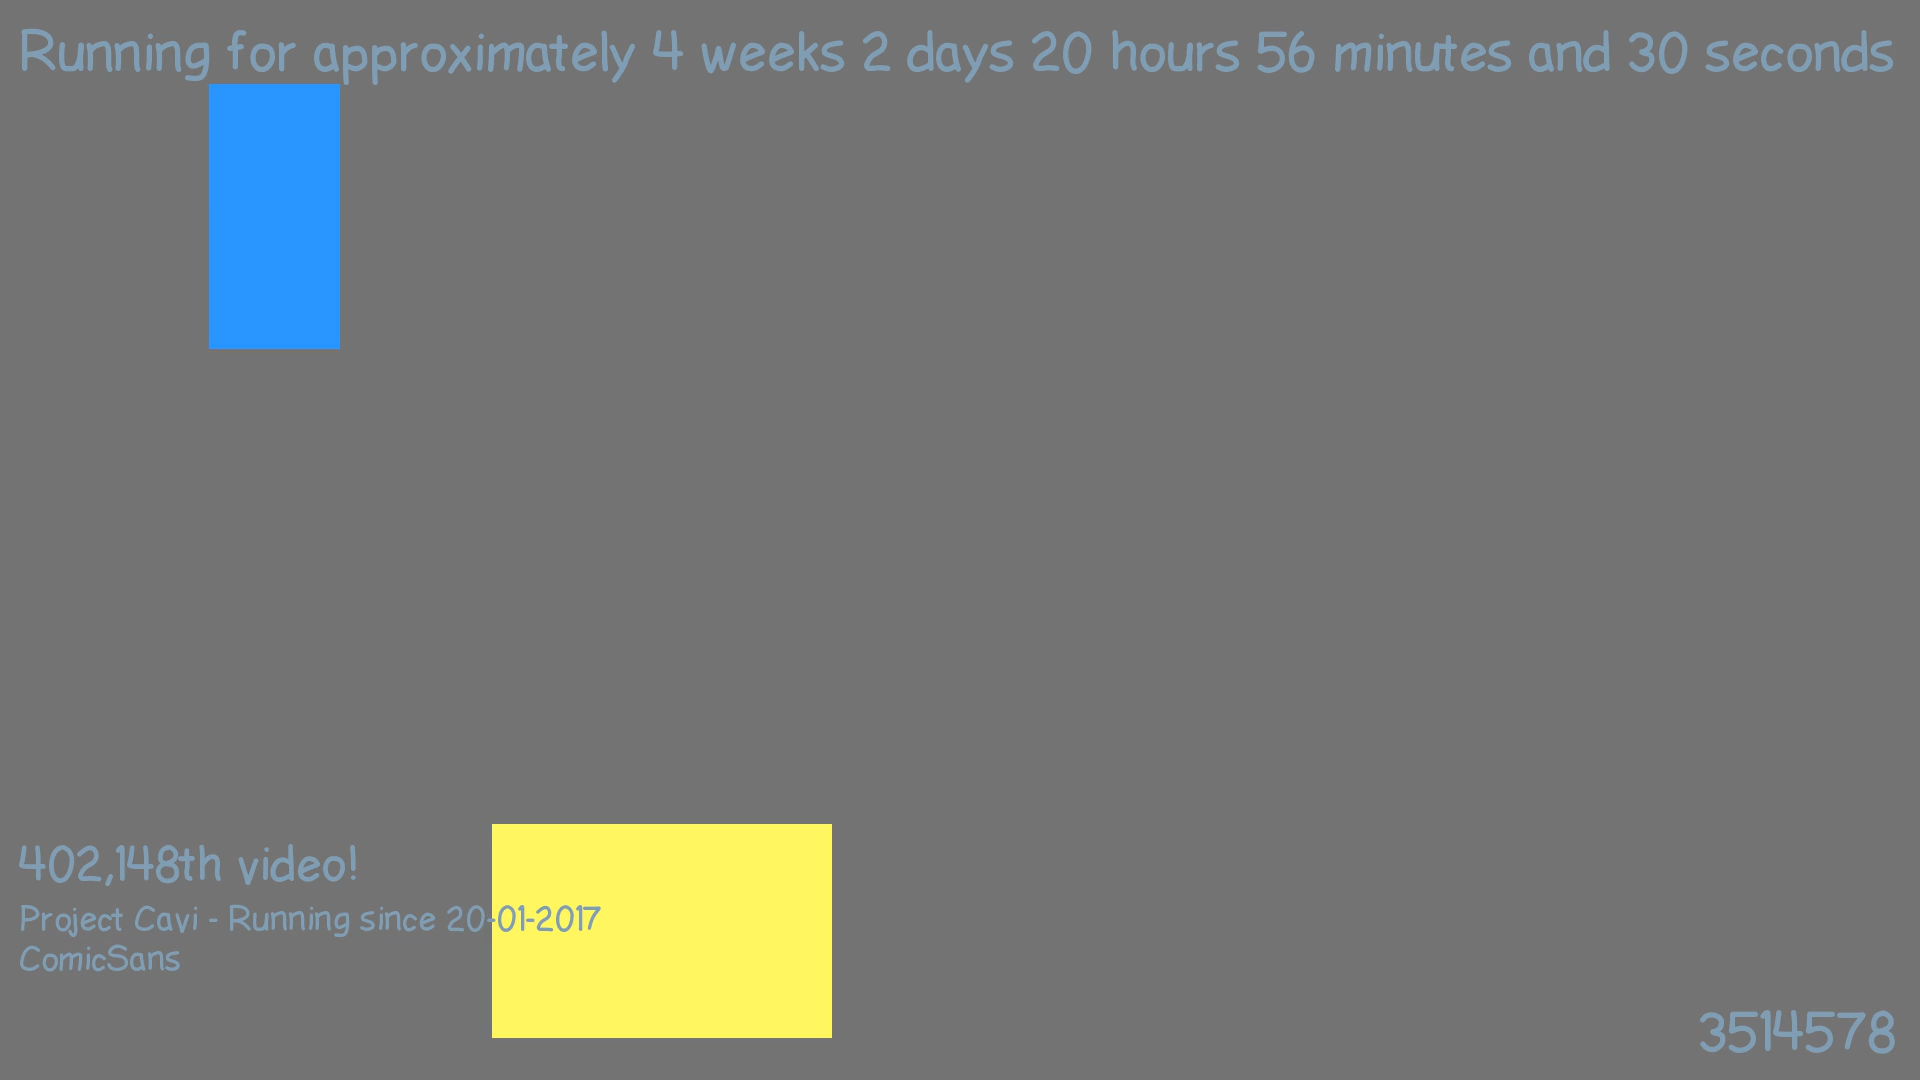 Running for approximately 4 weeks 2 days 20 hours 56 minutes and 30 seconds
402,148th video!
Project Cavi - Running since 20-01-2017
ComicSans
3514578